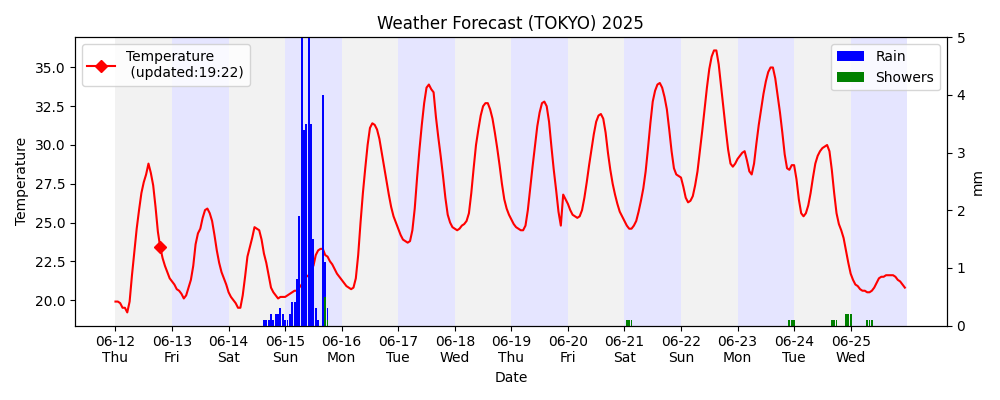 Weather Forecast (TOKYO) 2025
Temperature
(updated:19:22)
Rain
Showers
Temperature
35.0
32.5
30.0
27.5
25.0
22.5
20.0
5
4
3
2
1
0
mm
06-12 06-13 06-14 06-15 06-16 06-17 06-18 06-19 06-20 06-21 06-22 06-23 06-24 06-25
Thu Fri Sat Sun Mon Tue Wed Thu Fri Sat Sun Mon Tue Wed
Date